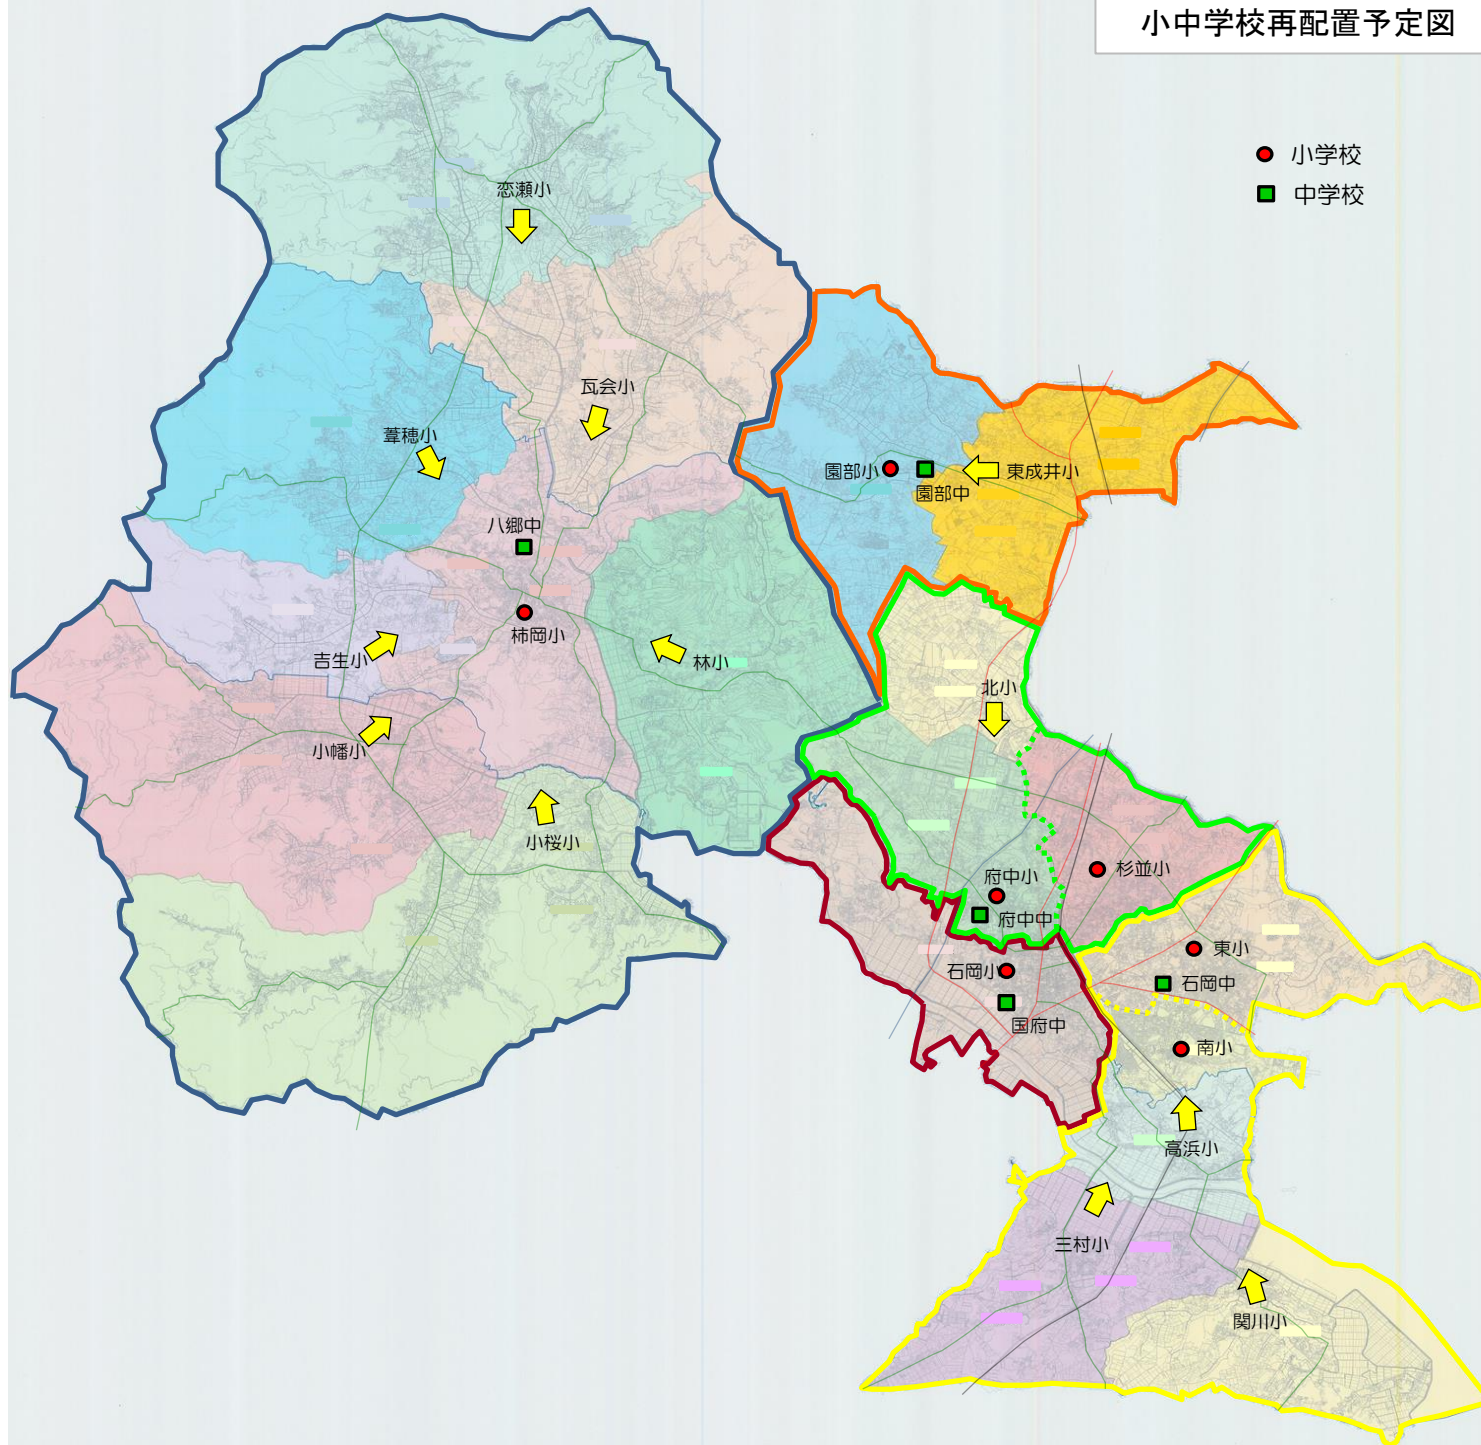 小中学校再配置予定図
小学校
中学校
恋瀬小
瓦会小
葦穂小
園部小
園部中
東成井小
八郷中
柿岡小
吉生小
林小
北小
小幡小
小桜小
府中小
杉並小
府中中
東小
石岡小
石岡中
国府中
南小
高浜小
三村小
関川小